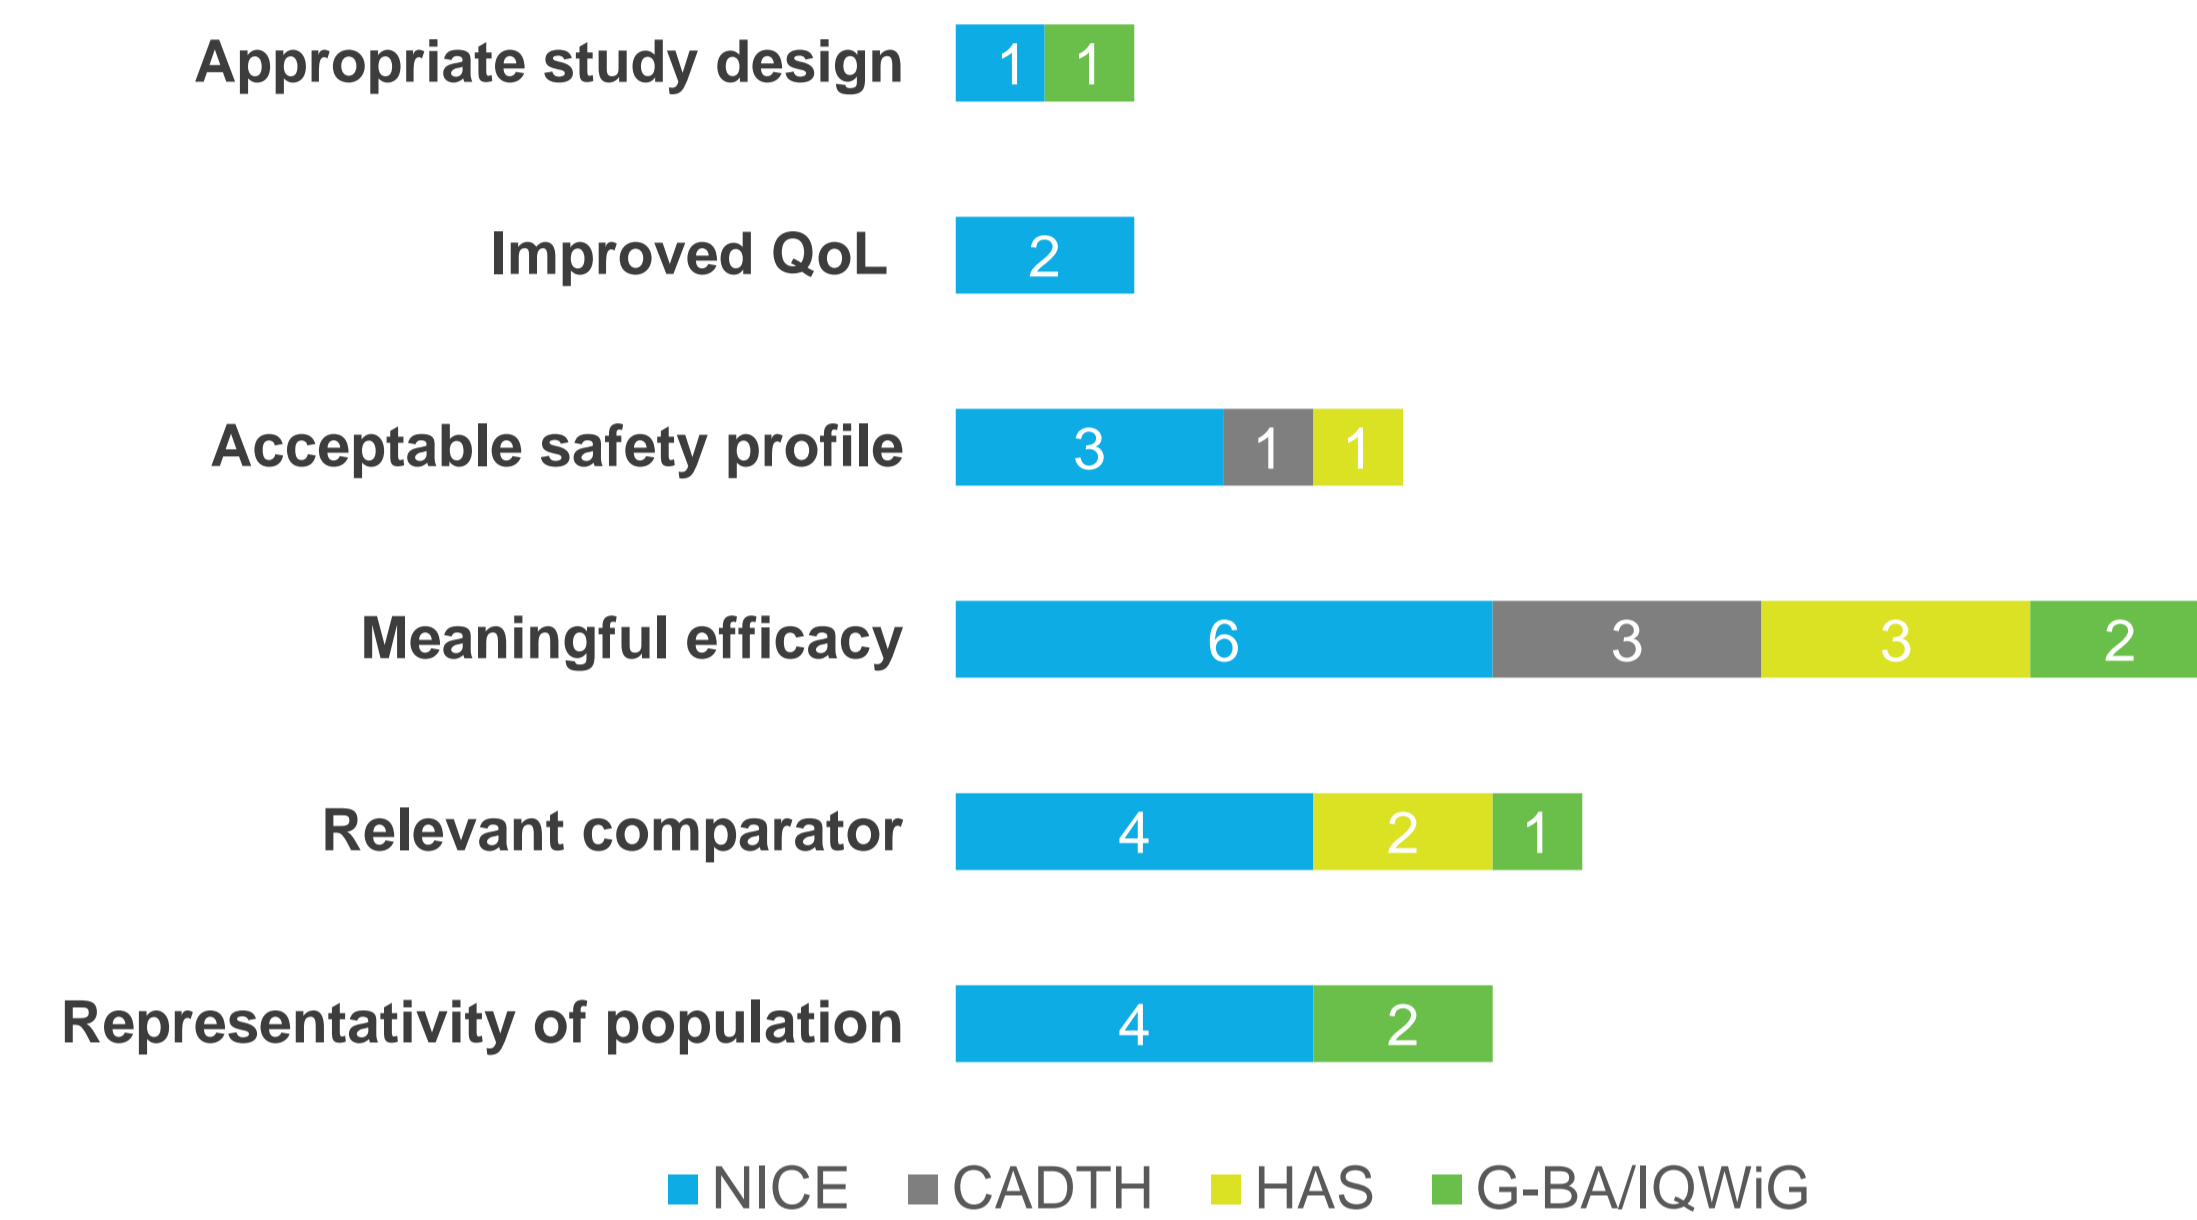 Appropriate study design 1 1
Improved QoL 2
Acceptable safety profile 3 1 1
Meaningful efficacy 6 3 3 2
Relevant comparator 4 2 1
Representativity of population 4 2
NICE CADTH HAS G-BA/IQWiG